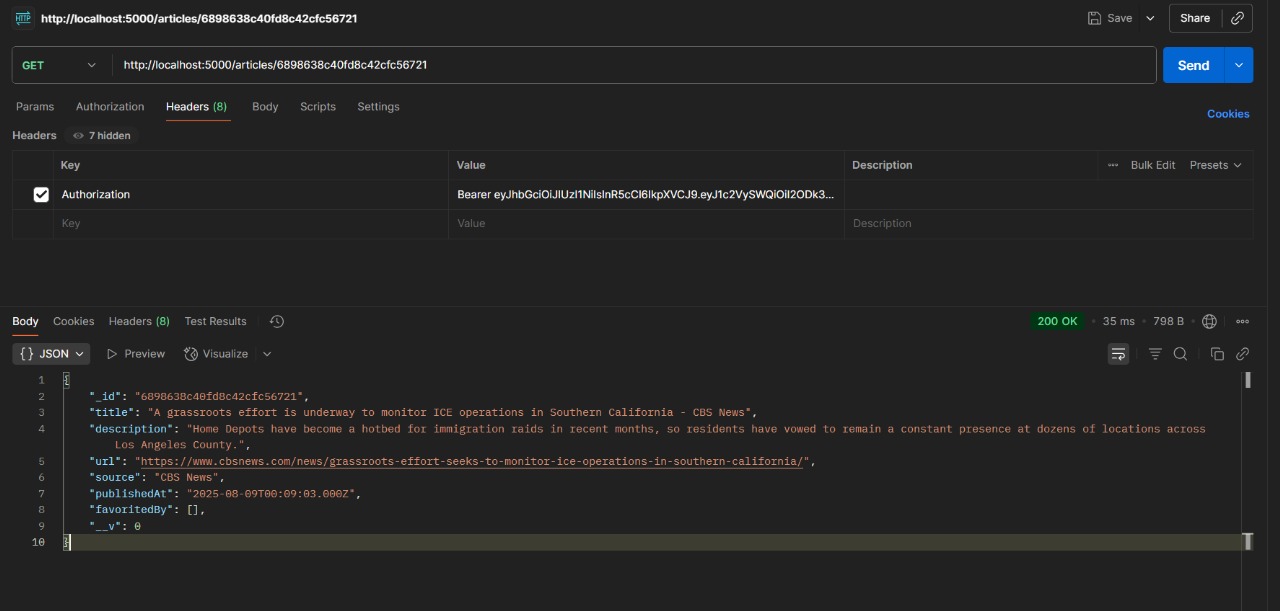 HTTP http://localhost:5000/articles/6898638c40fd8c42cfc56721 Save Share
GET http://localhost:5000/articles/6898638c40fd8c42cfc56721 Send
Params Authorization Headers (8) Body Scripts Settings Cookies
Headers 7 hidden
Key Value Description Bulk Edit Presets
Authorization Bearer eyJhbGciOiJIUzI1NiIsInR5cCI6IkpXVCJ9.eyJ1c2VySWQiOiI2ODk3...
Key Value Description
Body Cookies Headers (8) Test Results 200 OK • 35 ms • 798 B
{} JSON Preview Visualize
1 {
2 "_id": "6898638c40fd8c42cfc56721",
3 "title": "A grassroots effort is underway to monitor ICE operations in Southern California - CBS News",
4 "description": "Home Depots have become a hotbed for immigration raids in recent months, so residents have vowed to remain a constant presence at dozens of locations across
Los Angeles County.",
5 "url": "https://www.cbsnews.com/news/grassroots-effort-seeks-to-monitor-ice-operations-in-southern-california/",
6 "source": "CBS News",
7 "publishedAt": "2025-08-09T00:09:03.000Z",
8 "favoritedBy": [],
9 "__v": 0
10 }